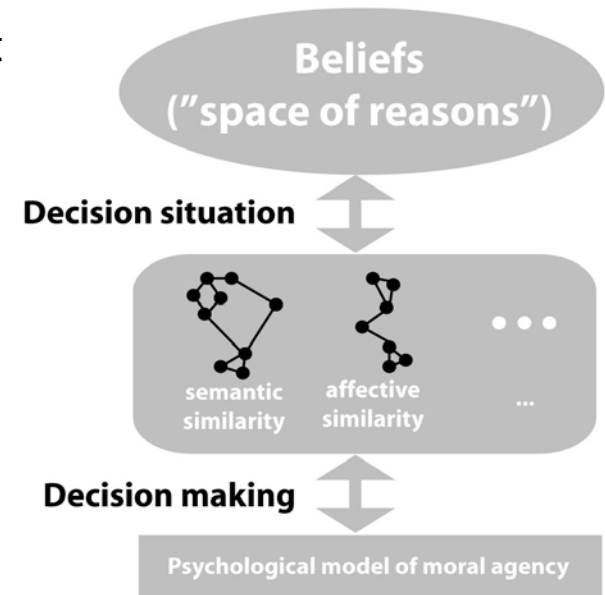 Beliefs
("space of reasons")
Decision situation
semantic similarity
affective similarity
...
Decision making
Psychological model of moral agency